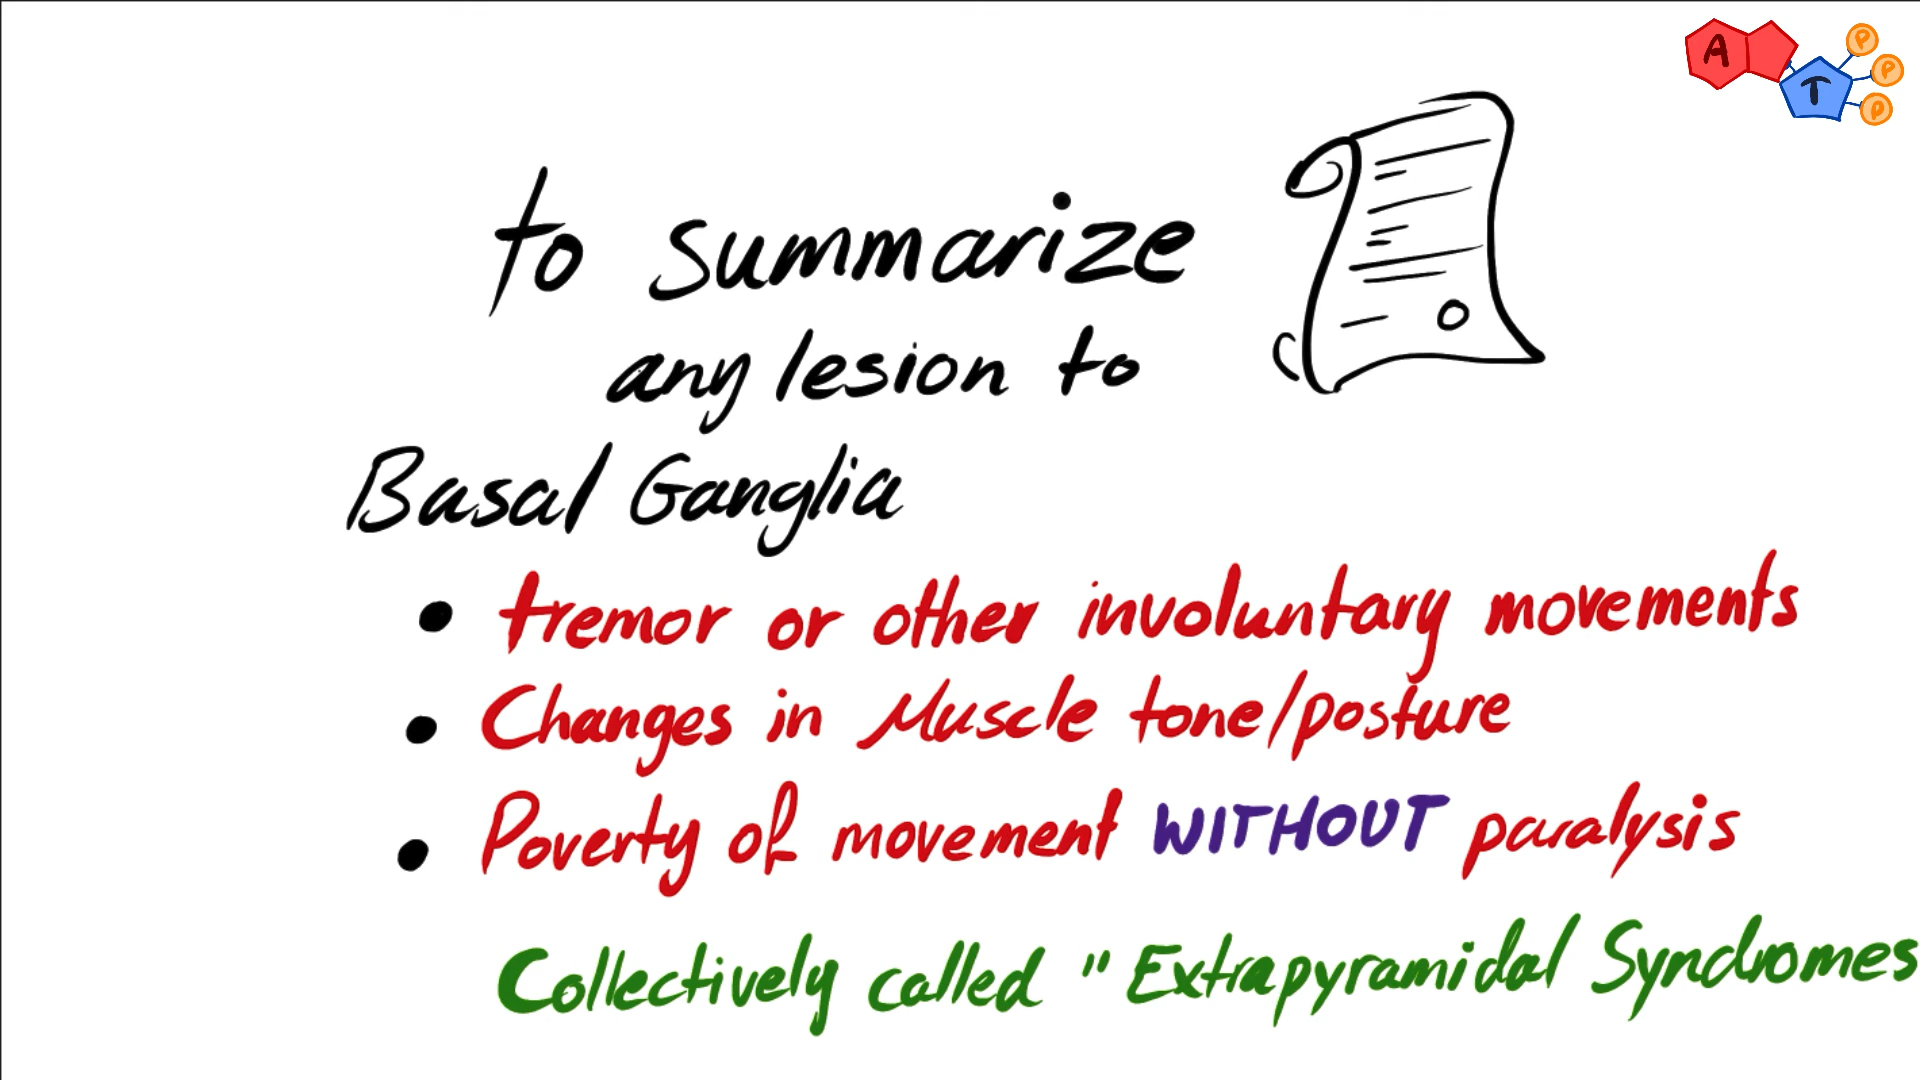 A T P P P
to summarize
any lesion to
Basal Ganglia
• tremor or other involuntary movements
• Changes in Muscle tone/posture
• Poverty of movement WITHOUT paralysis
Collectively called "Extrapyramidal Syndromes